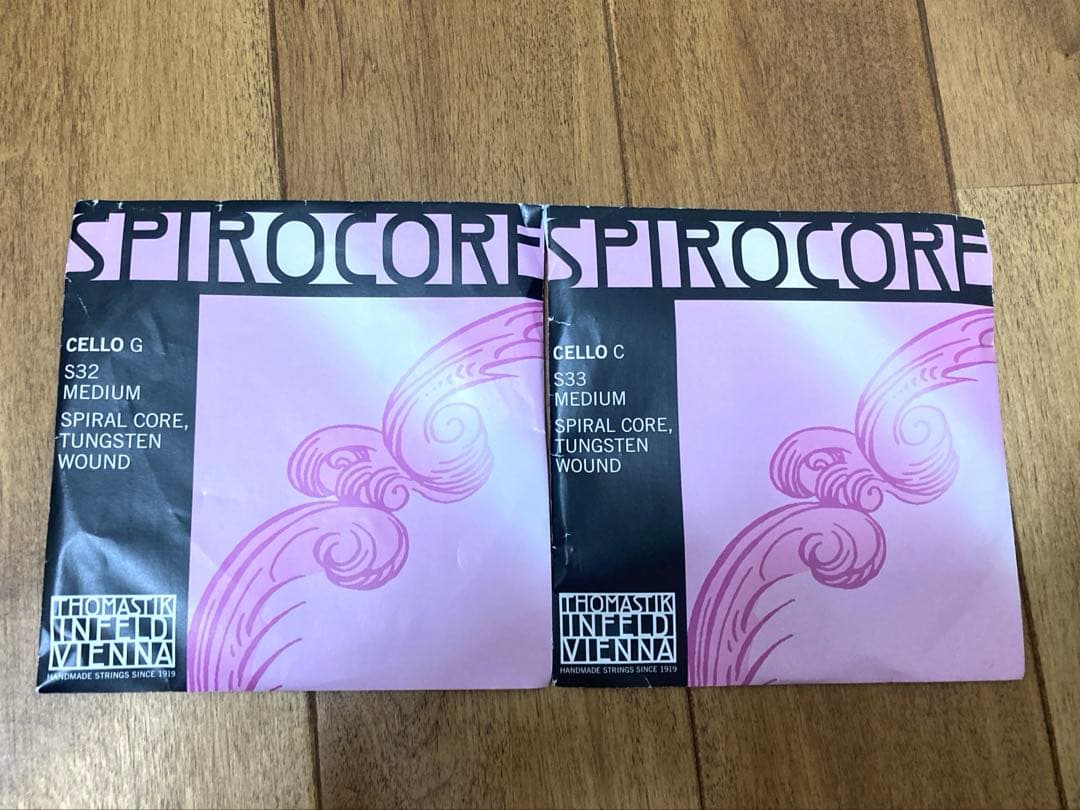 SPIROCORE
CELLO G
S32
MEDIUM
SPIRAL CORE,
TUNGSTEN
WOUND
THOMASTIK
INFELD
VIENNA
HANDMADE STRINGS SINCE 1919
SPIROCORE
CELLO C
S33
MEDIUM
SPIRAL CORE,
TUNGSTEN
WOUND
THOMASTIK
INFELD
VIENNA
HANDMADE STRINGS SINCE 1919